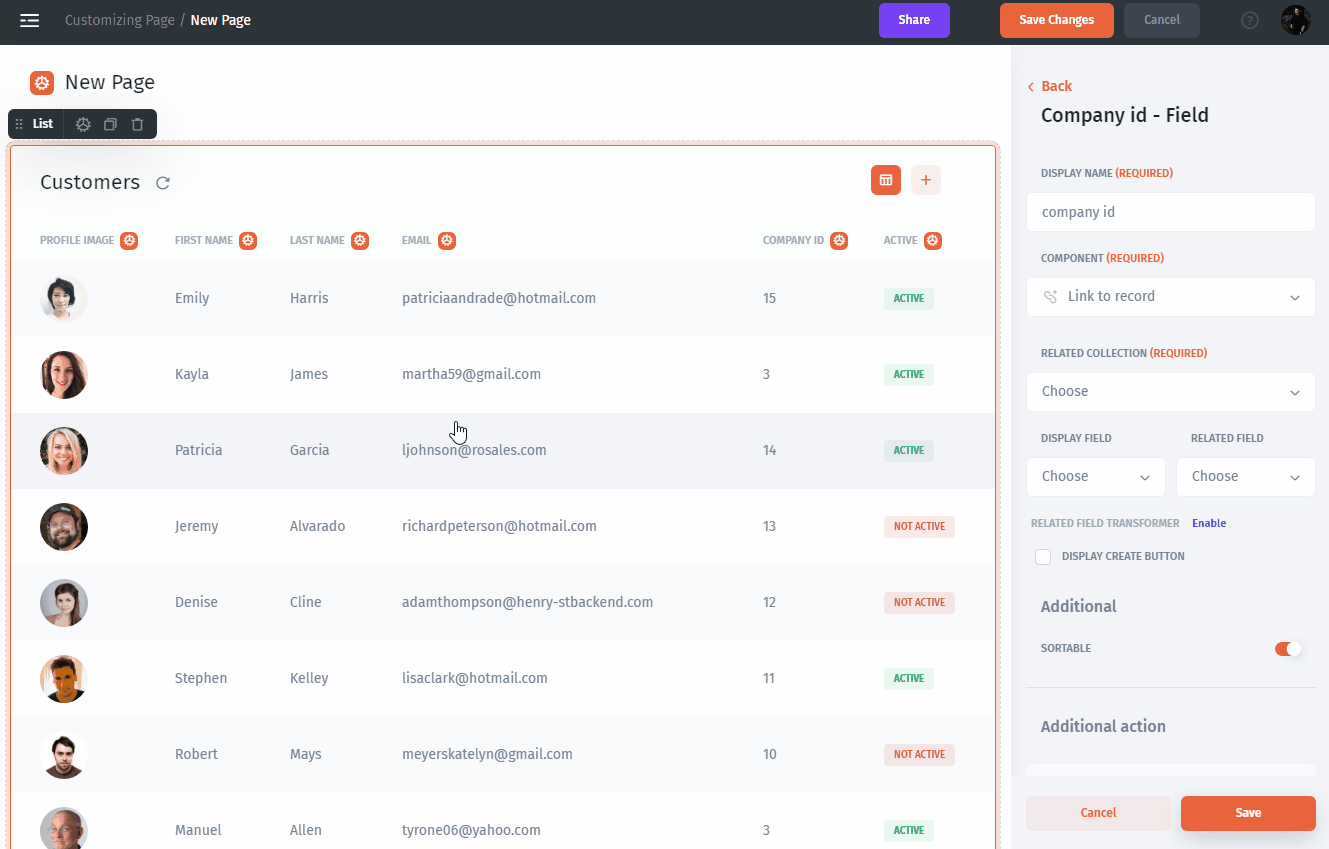 Customizing Page / New Page
Share
Save Changes
Cancel
?
New Page
List
Customers
+
PROFILE IMAGE FIRST NAME LAST NAME EMAIL COMPANY ID ACTIVE
Emily Harris patriciaandrade@hotmail.com 15 ACTIVE
Kayla James martha59@gmail.com 3 ACTIVE
Patricia Garcia ljohnson@rosales.com 14 ACTIVE
Jeremy Alvarado richardpeterson@hotmail.com 13 NOT ACTIVE
Denise Cline adamthompson@henry-stbackend.com 12 NOT ACTIVE
Stephen Kelley lisaclark@hotmail.com 11 ACTIVE
Robert Mays meyerskatelyn@gmail.com 10 NOT ACTIVE
Manuel Allen tyrone06@yahoo.com 3 ACTIVE
Back
Company id - Field
DISPLAY NAME (REQUIRED)
company id
COMPONENT (REQUIRED)
Link to record
RELATED COLLECTION (REQUIRED)
Choose
DISPLAY FIELD RELATED FIELD
Choose Choose
RELATED FIELD TRANSFORMER Enable
DISPLAY CREATE BUTTON
Additional
SORTABLE
Additional action
Cancel Save